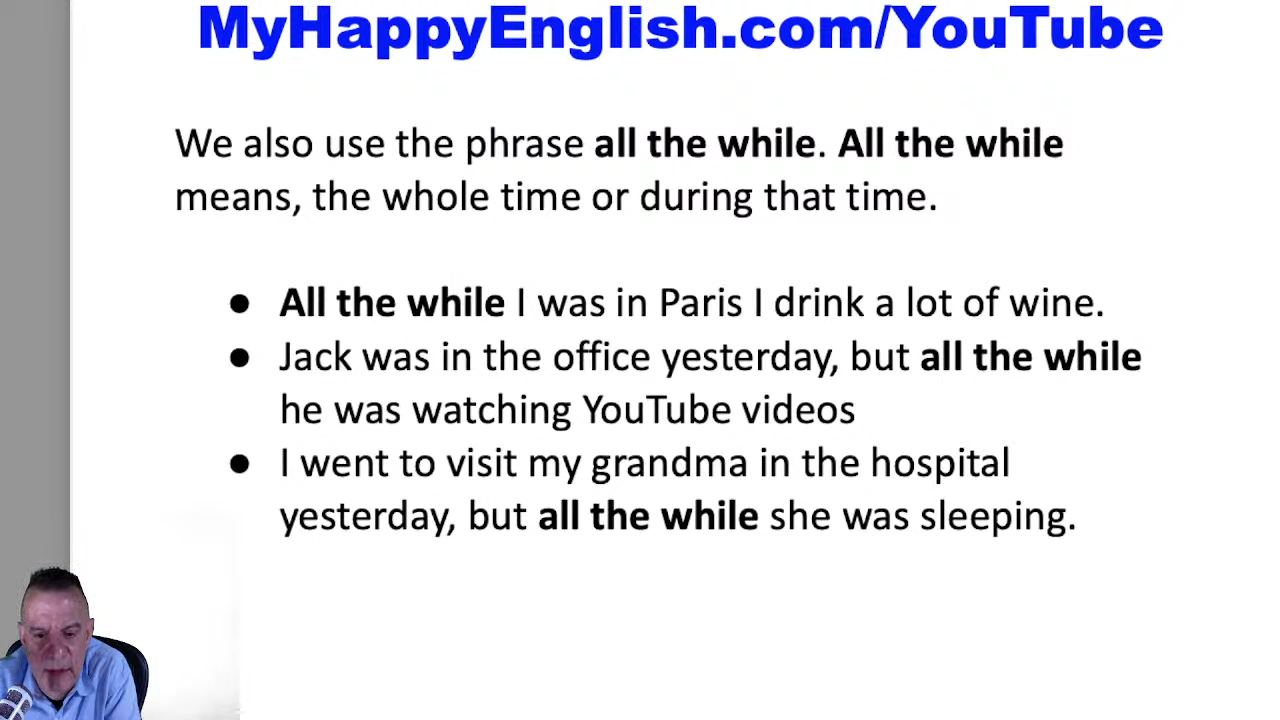 MyHappyEnglish.com/YouTube
We also use the phrase all the while. All the while
means, the whole time or during that time.
● All the while I was in Paris I drink a lot of wine.
● Jack was in the office yesterday, but all the while
he was watching YouTube videos
● I went to visit my grandma in the hospital
yesterday, but all the while she was sleeping.